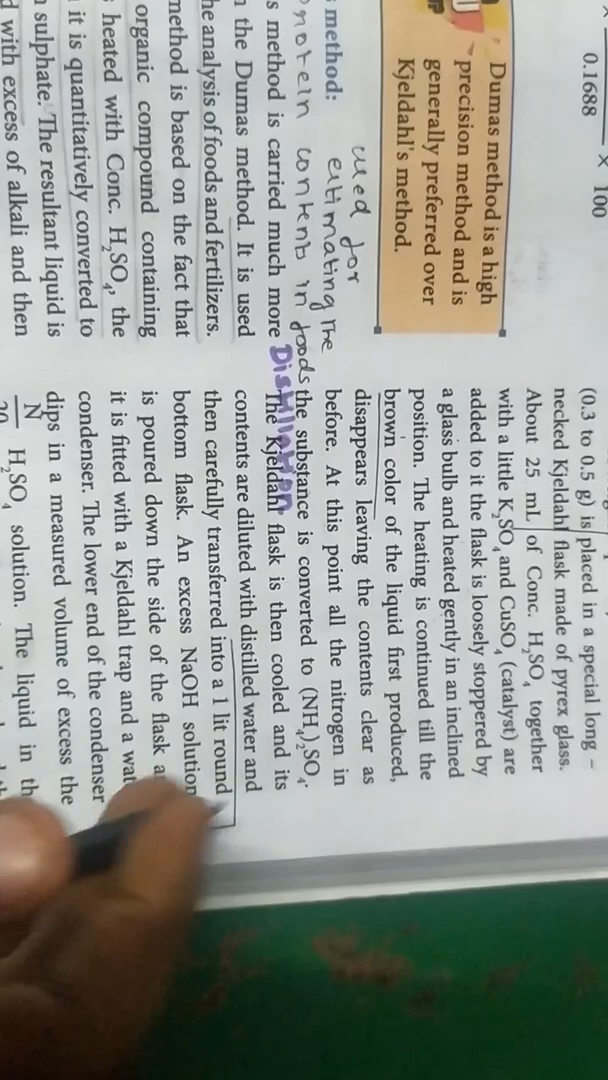 0.1688
×
100
Dumas method is a high
precision method and is
generally preferred over
Kjeldahl's method.
used for
method:
estimating The
contents in foods
s method is carried much more
the Dumas method. It is used
he analysis of foods and fertilizers.
method is based on the fact that
organic compound containing
heated with Conc. H₂SO₄, the
it is quantitatively converted to
sulphate. The resultant liquid is
with excess of alkali and then
(0.3 to 0.5 g) is placed in a special long -
necked Kjeldahl flask made of pyrex glass.
About 25 mL of Conc. H₂SO₄ together
with a little K₂SO₄ and CuSO₄ (catalyst) are
added to it the flask is loosely stoppered by
a glass bulb and heated gently in an inclined
position. The heating is continued till the
brown color of the liquid first produced,
disappears leaving the contents clear as
before. At this point all the nitrogen in
the substance is converted to (NH₄)₂SO₄.
Distillation
The Kjeldahl flask is then cooled and its
contents are diluted with distilled water and
then carefully transferred into a 1 lit round
bottom flask. An excess NaOH solution
is poured down the side of the flask
it is fitted with a Kjeldahl trap and a
condenser. The lower end of the condenser
dips in a measured volume of excess the
N
20
H₂SO₄ solution. The liquid in